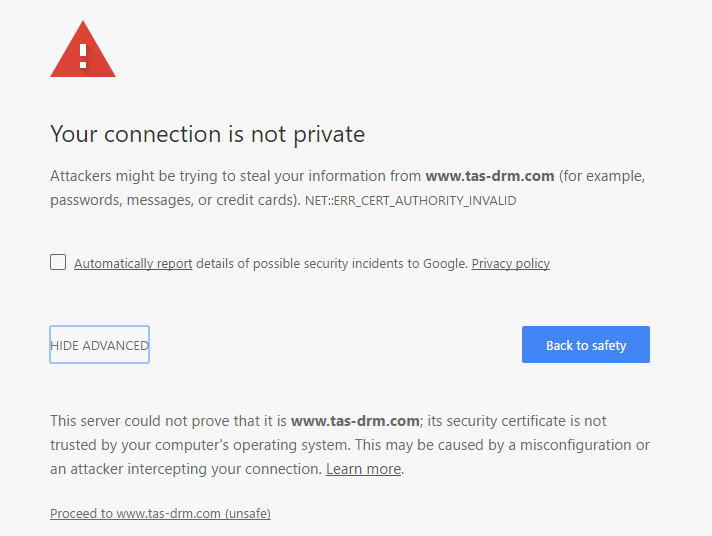 Your connection is not private
Attackers might be trying to steal your information from www.tas-drm.com (for example,
passwords, messages, or credit cards). NET::ERR_CERT_AUTHORITY_INVALID
Automatically report details of possible security incidents to Google. Privacy policy
HIDE ADVANCED
Back to safety
This server could not prove that it is www.tas-drm.com; its security certificate is not
trusted by your computer's operating system. This may be caused by a misconfiguration or
an attacker intercepting your connection. Learn more.
Proceed to www.tas-drm.com (unsafe)